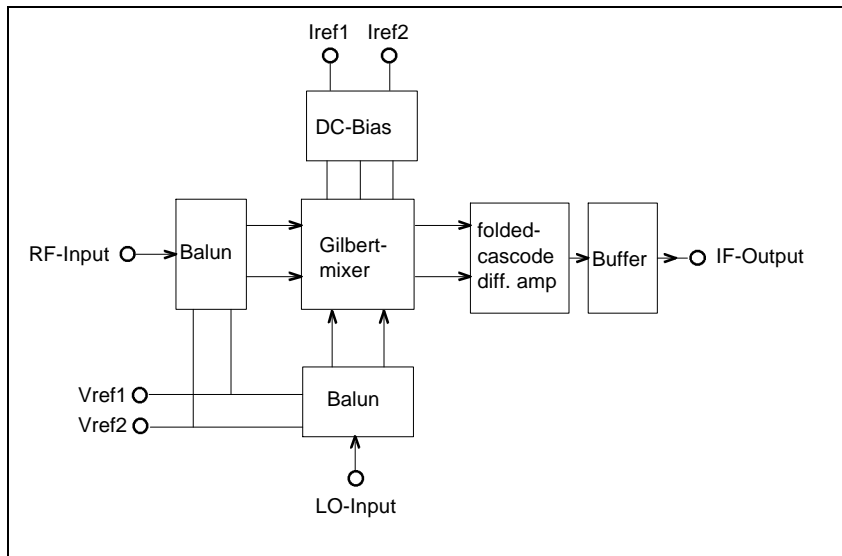 Iref1 Iref2
DC-Bias
RF-Input
Balun
Gilbert-
mixer
folded-
cascode
diff. amp
Buffer
IF-Output
Vref1
Vref2
Balun
LO-Input